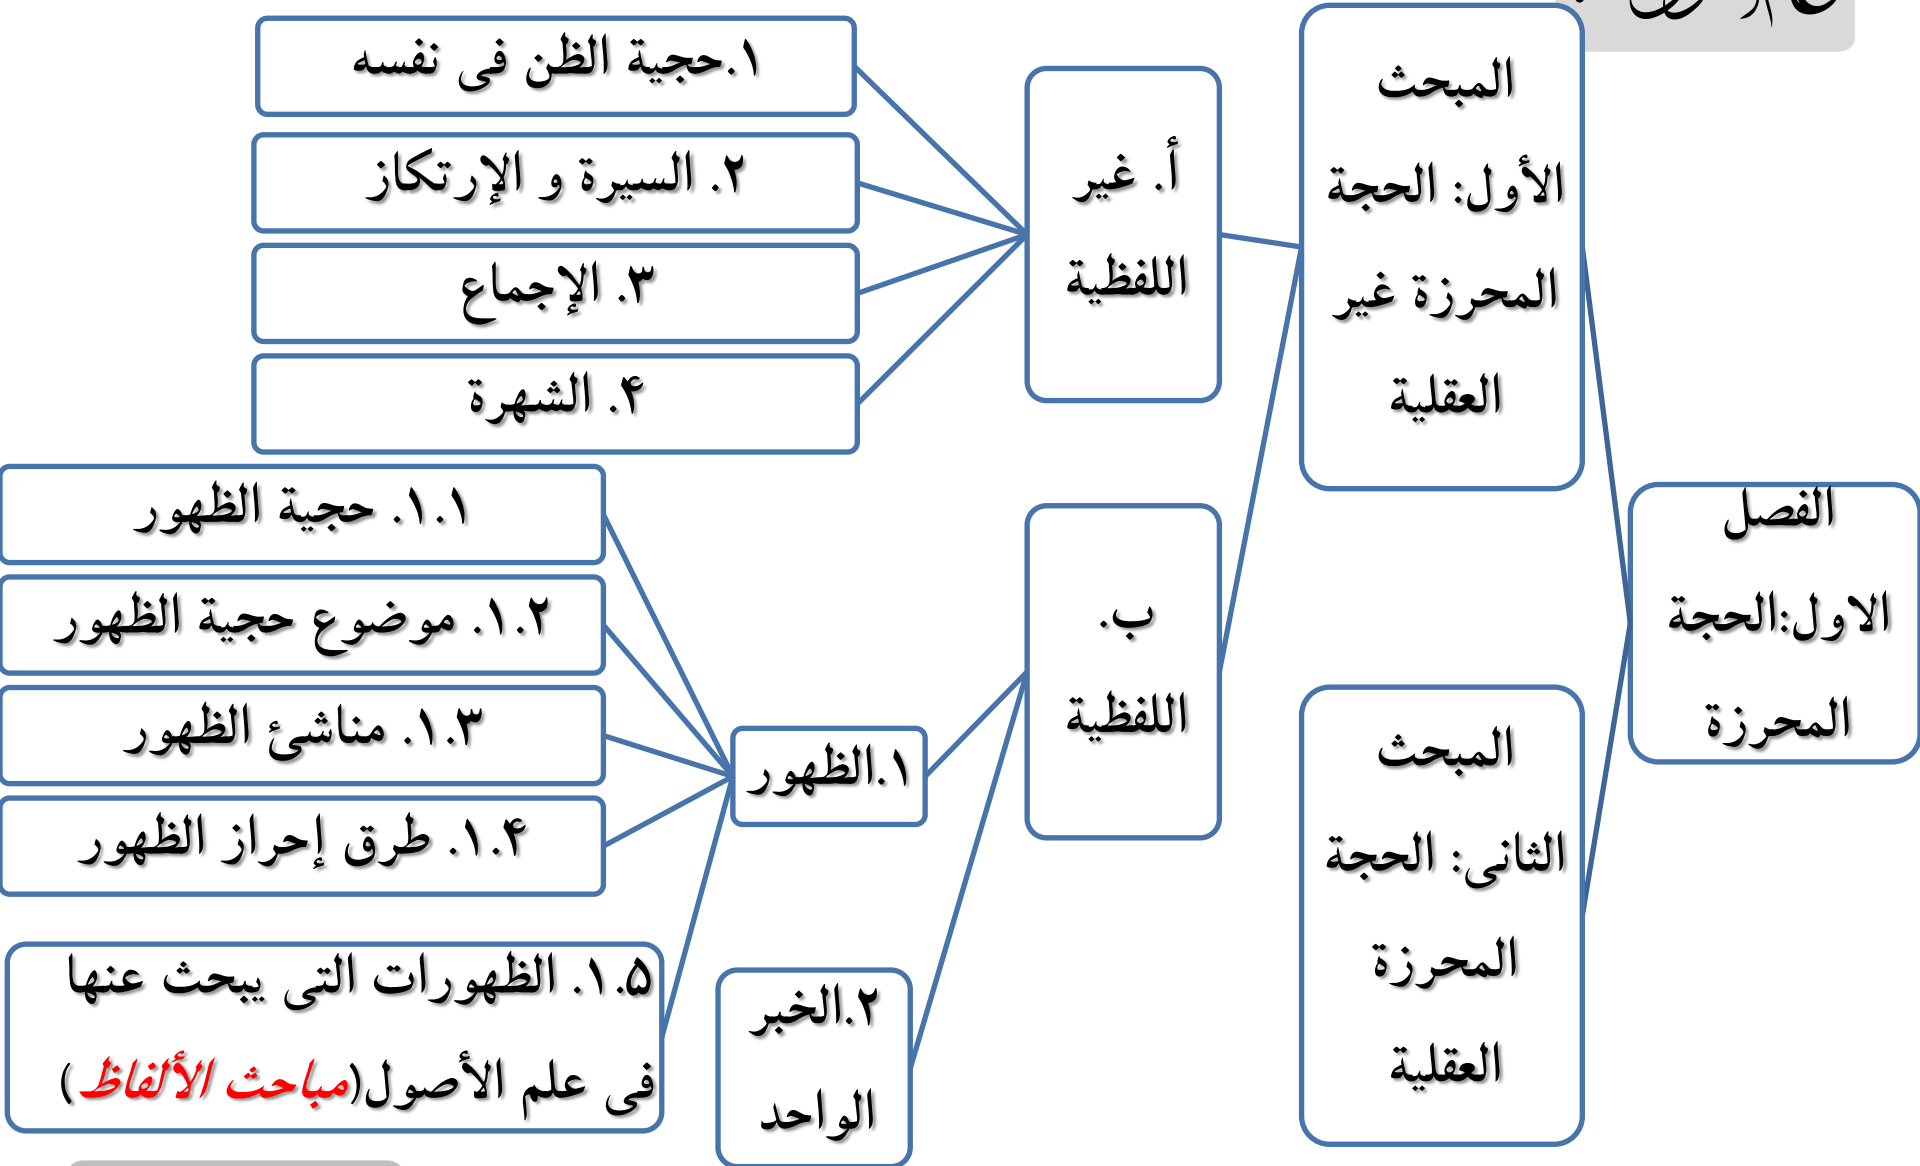 الفصل
الاول:الحجة
المحرزة
المبحث
الأول: الحجة
المحرزة غير
العقلية
أ. غير
اللفظية
١.حجية الظن فى نفسه
٢. السيرة و الإرتكاز
٣. الإجماع
۴. الشهرة
ب.
اللفظية
١.الظهور
١.١. حجية الظهور
١.٢. موضوع حجية الظهور
١.٣. مناشئ الظهور
١.۴. طرق إحراز الظهور
١.۵. الظهورات التى يبحث عنها
فى علم الأصول(مباحث الألفاظ)
٢.الخبر
الواحد
المبحث
الثانى: الحجة
المحرزة
العقلية